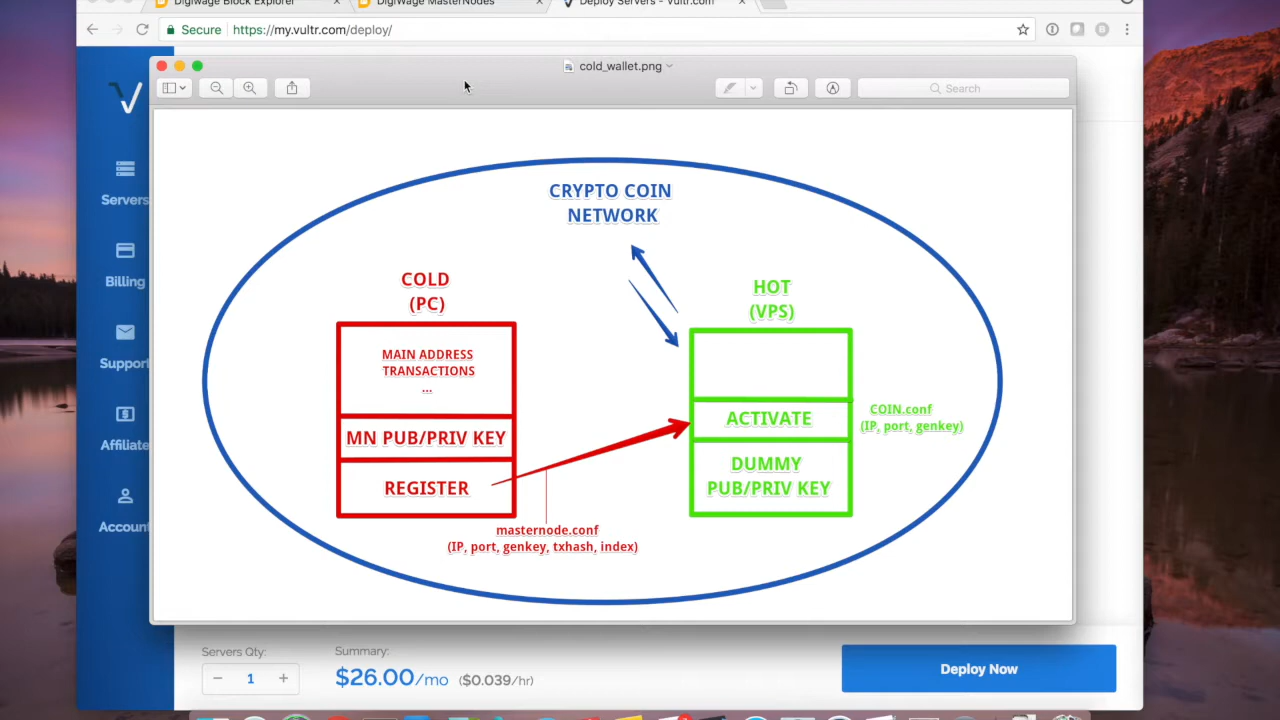 Digiwage Block Explorer
DigiWage MasterNodes
Deploy Servers - Vultr.com
Secure
https://my.vultr.com/deploy/
cold_wallet.png
Search
CRYPTO COIN
NETWORK
COLD
(PC)
HOT
(VPS)
MAIN ADDRESS
TRANSACTIONS
...
MN PUB/PRIV KEY
REGISTER
masternode.conf
(IP, port, genkey, txhash, index)
ACTIVATE
DUMMY
PUB/PRIV KEY
COIN.conf
(IP, port, genkey)
Servers
Billing
Support
Affiliate
Accoun
Servers Qty:
− 1 +
Summary:
$26.00/mo ($0.039/hr)
Deploy Now